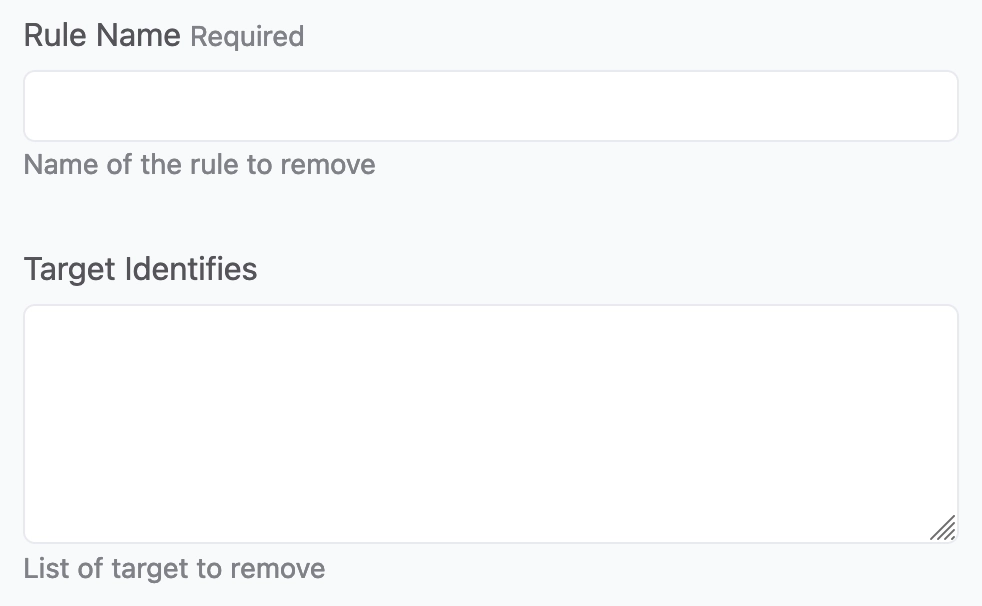 Rule Name Required
Name of the rule to remove
Target Identifies
List of target to remove